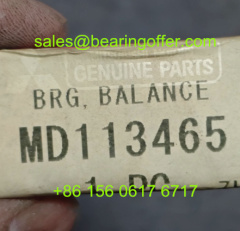 sales@bearingoffer.com
GENUINE PARTS
BRG, BALANCE
MD113465
+86 156 0617 6717